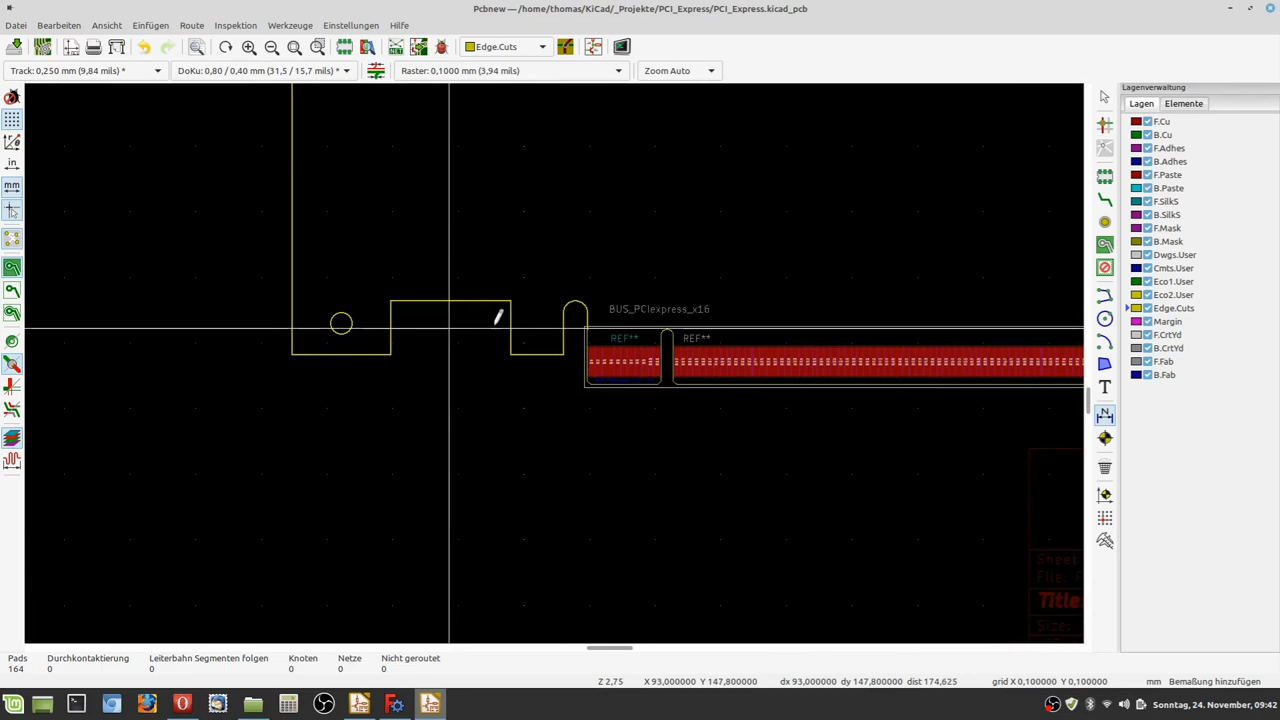 Pcbnew — /home/thomas/KiCad/_Projekte/PCI_Express/PCI_Express.kicad_pcb
Datei Bearbeiten Ansicht Einfügen Route Inspektion Werkzeuge Einstellungen Hilfe
Edge.Cuts
Track: 0,250 mm (9,84 mils) * DoKu: 0,80 / 0,40 mm (31,5 / 15,7 mils) * Raster: 0,1000 mm (3,94 mils) Zoom Auto
Lagenverwaltung
Lagen Elemente
F.Cu
B.Cu
F.Adhes
B.Adhes
F.Paste
B.Paste
F.SilkS
B.SilkS
F.Mask
B.Mask
Dwgs.User
Cmts.User
Eco1.User
Eco2.User
Edge.Cuts
Margin
F.CrtYd
B.CrtYd
F.Fab
B.Fab
in
mm
BUS_PCIexpress_x16
REF** REF**
Sheet
File:
Title:
Size:
Pads Durchkontaktierung Leiterbahn Segmenten folgen Knoten Netze Nicht geroutet
164 0 0 0 0 0
Z 2,75 X 93,000000 Y 147,800000 dx 93,000000 dy 147,800000 dist 174,625 grid X 0,100000 Y 0,100000 mm Bemaßung hinzufügen
Sonntag, 24. November, 09:42